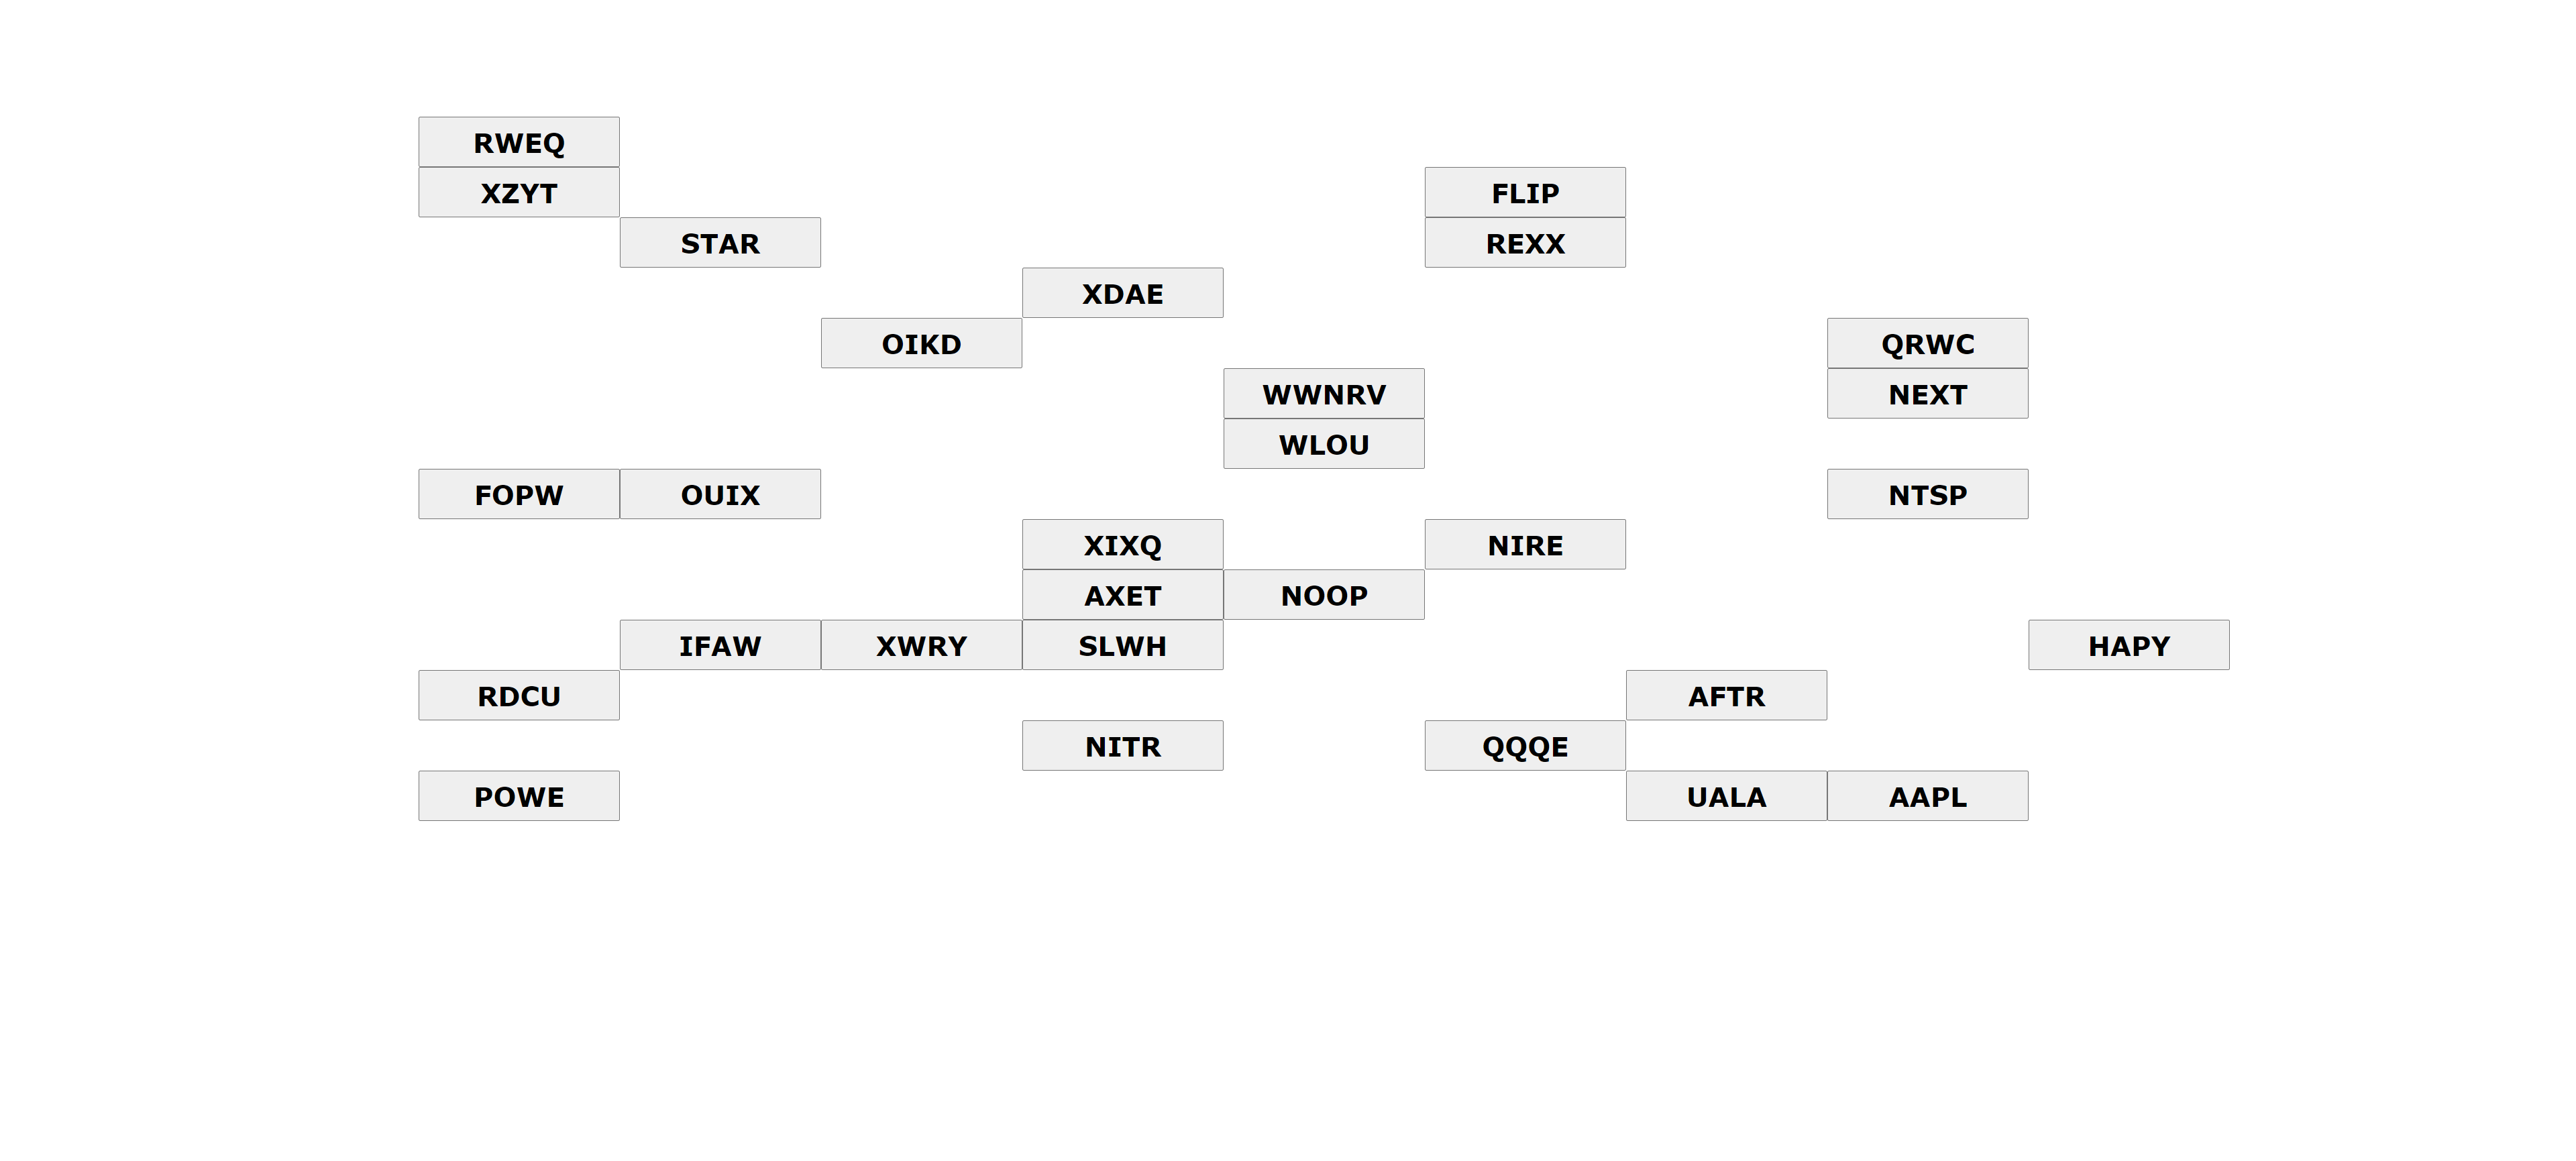 RWEQ
XZYT FLIP
STAR REXX
XDAE
OIKD QRWC
WWNRV NEXT
WLOU
FOPW OUIX NTSP
XIXQ NIRE
AXET NOOP
IFAW XWRY SLWH HAPY
RDCU AFTR
NITR QQQE
POWE UALA AAPL